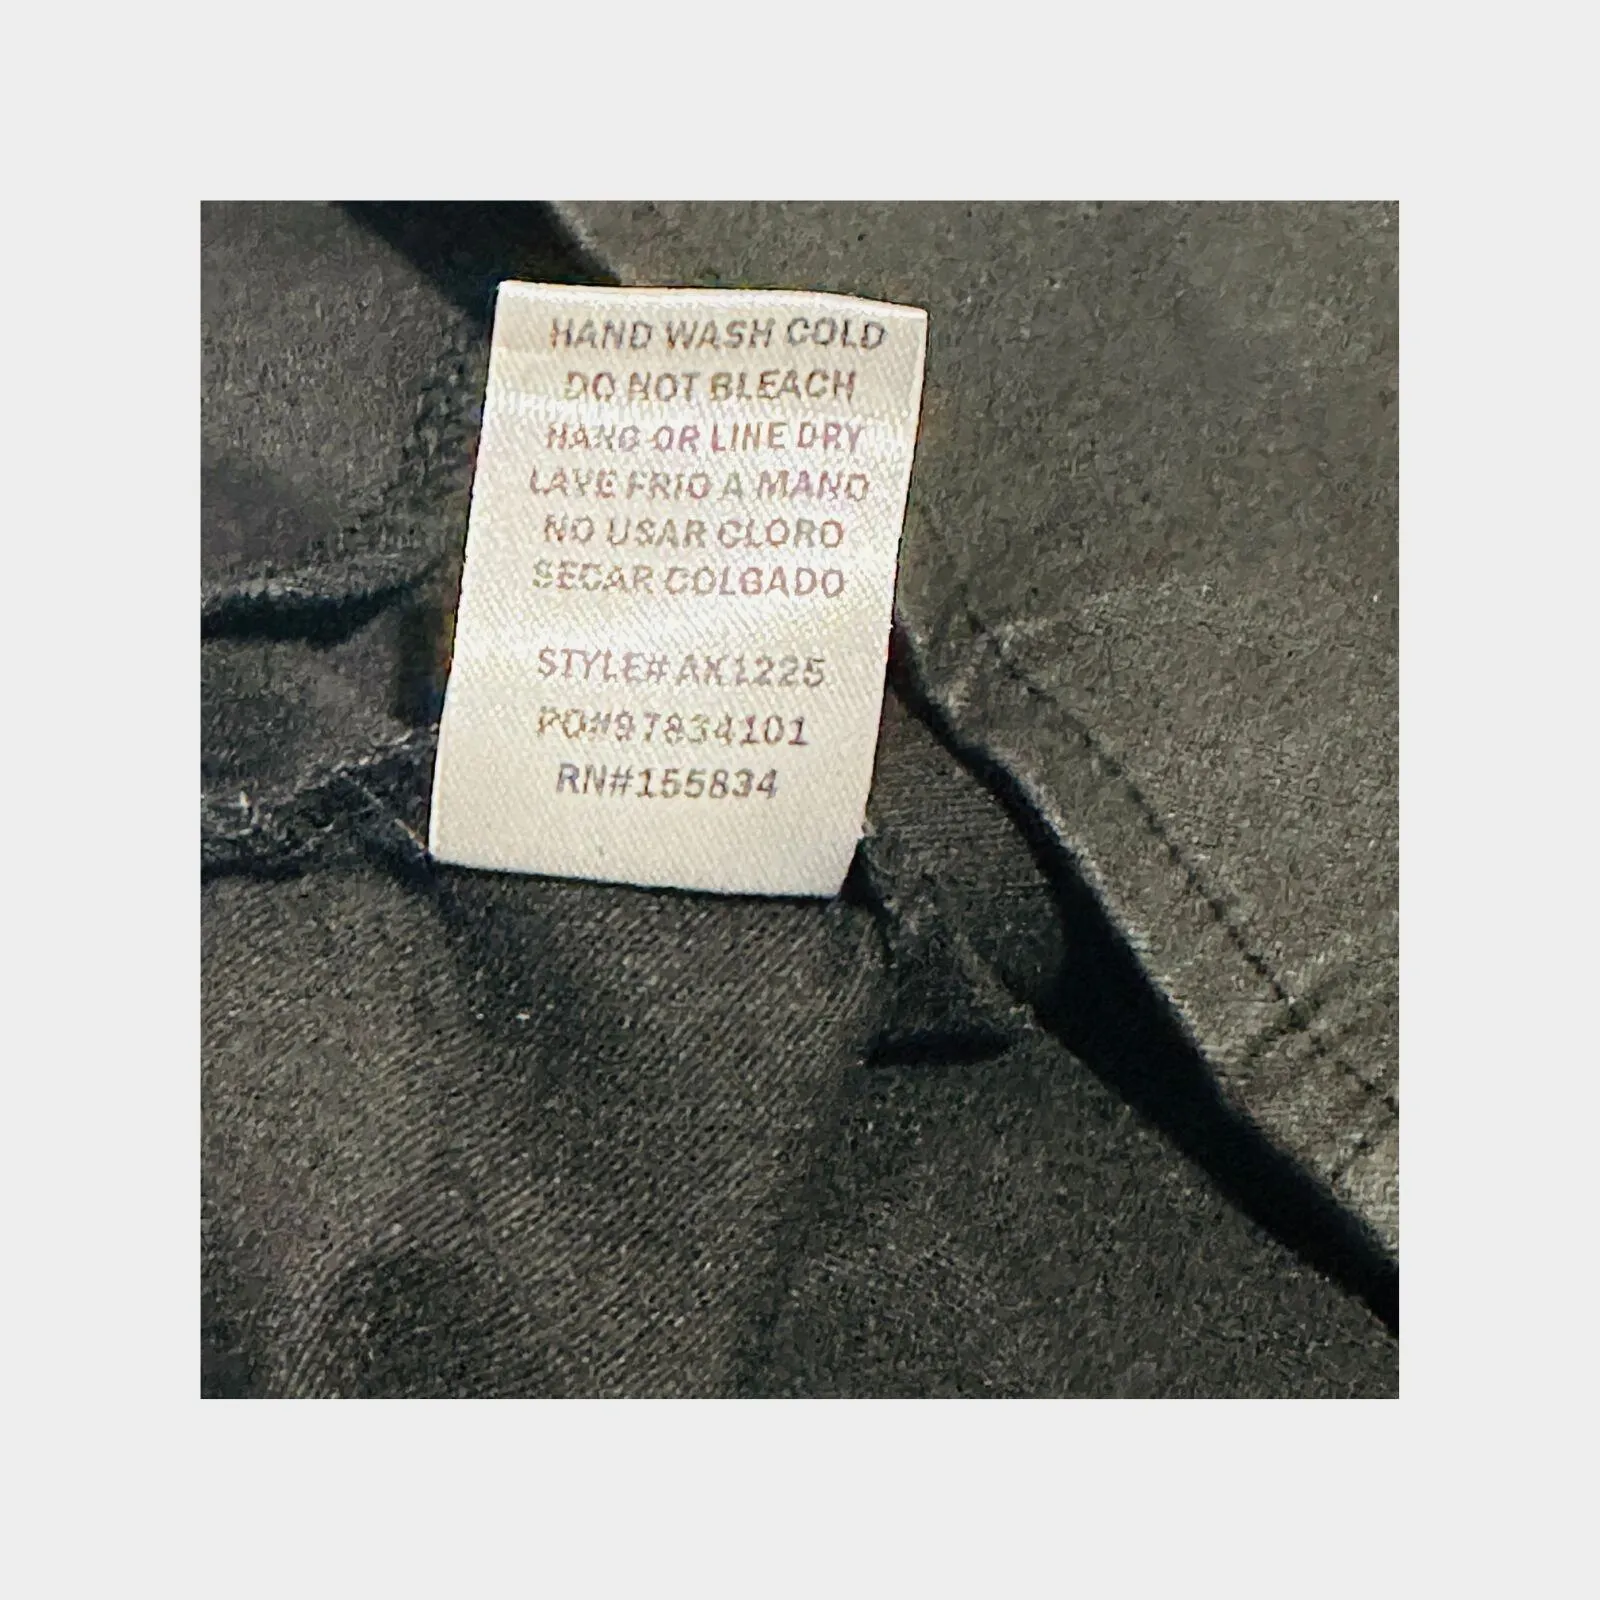 HAND WASH COLD
DO NOT BLEACH
HANG OR LINE DRY
LAVE FRIO A MANO
NO USAR CLORO
SECAR COLGADO
STYLE# AK1225
PO#97834101
RN#155834